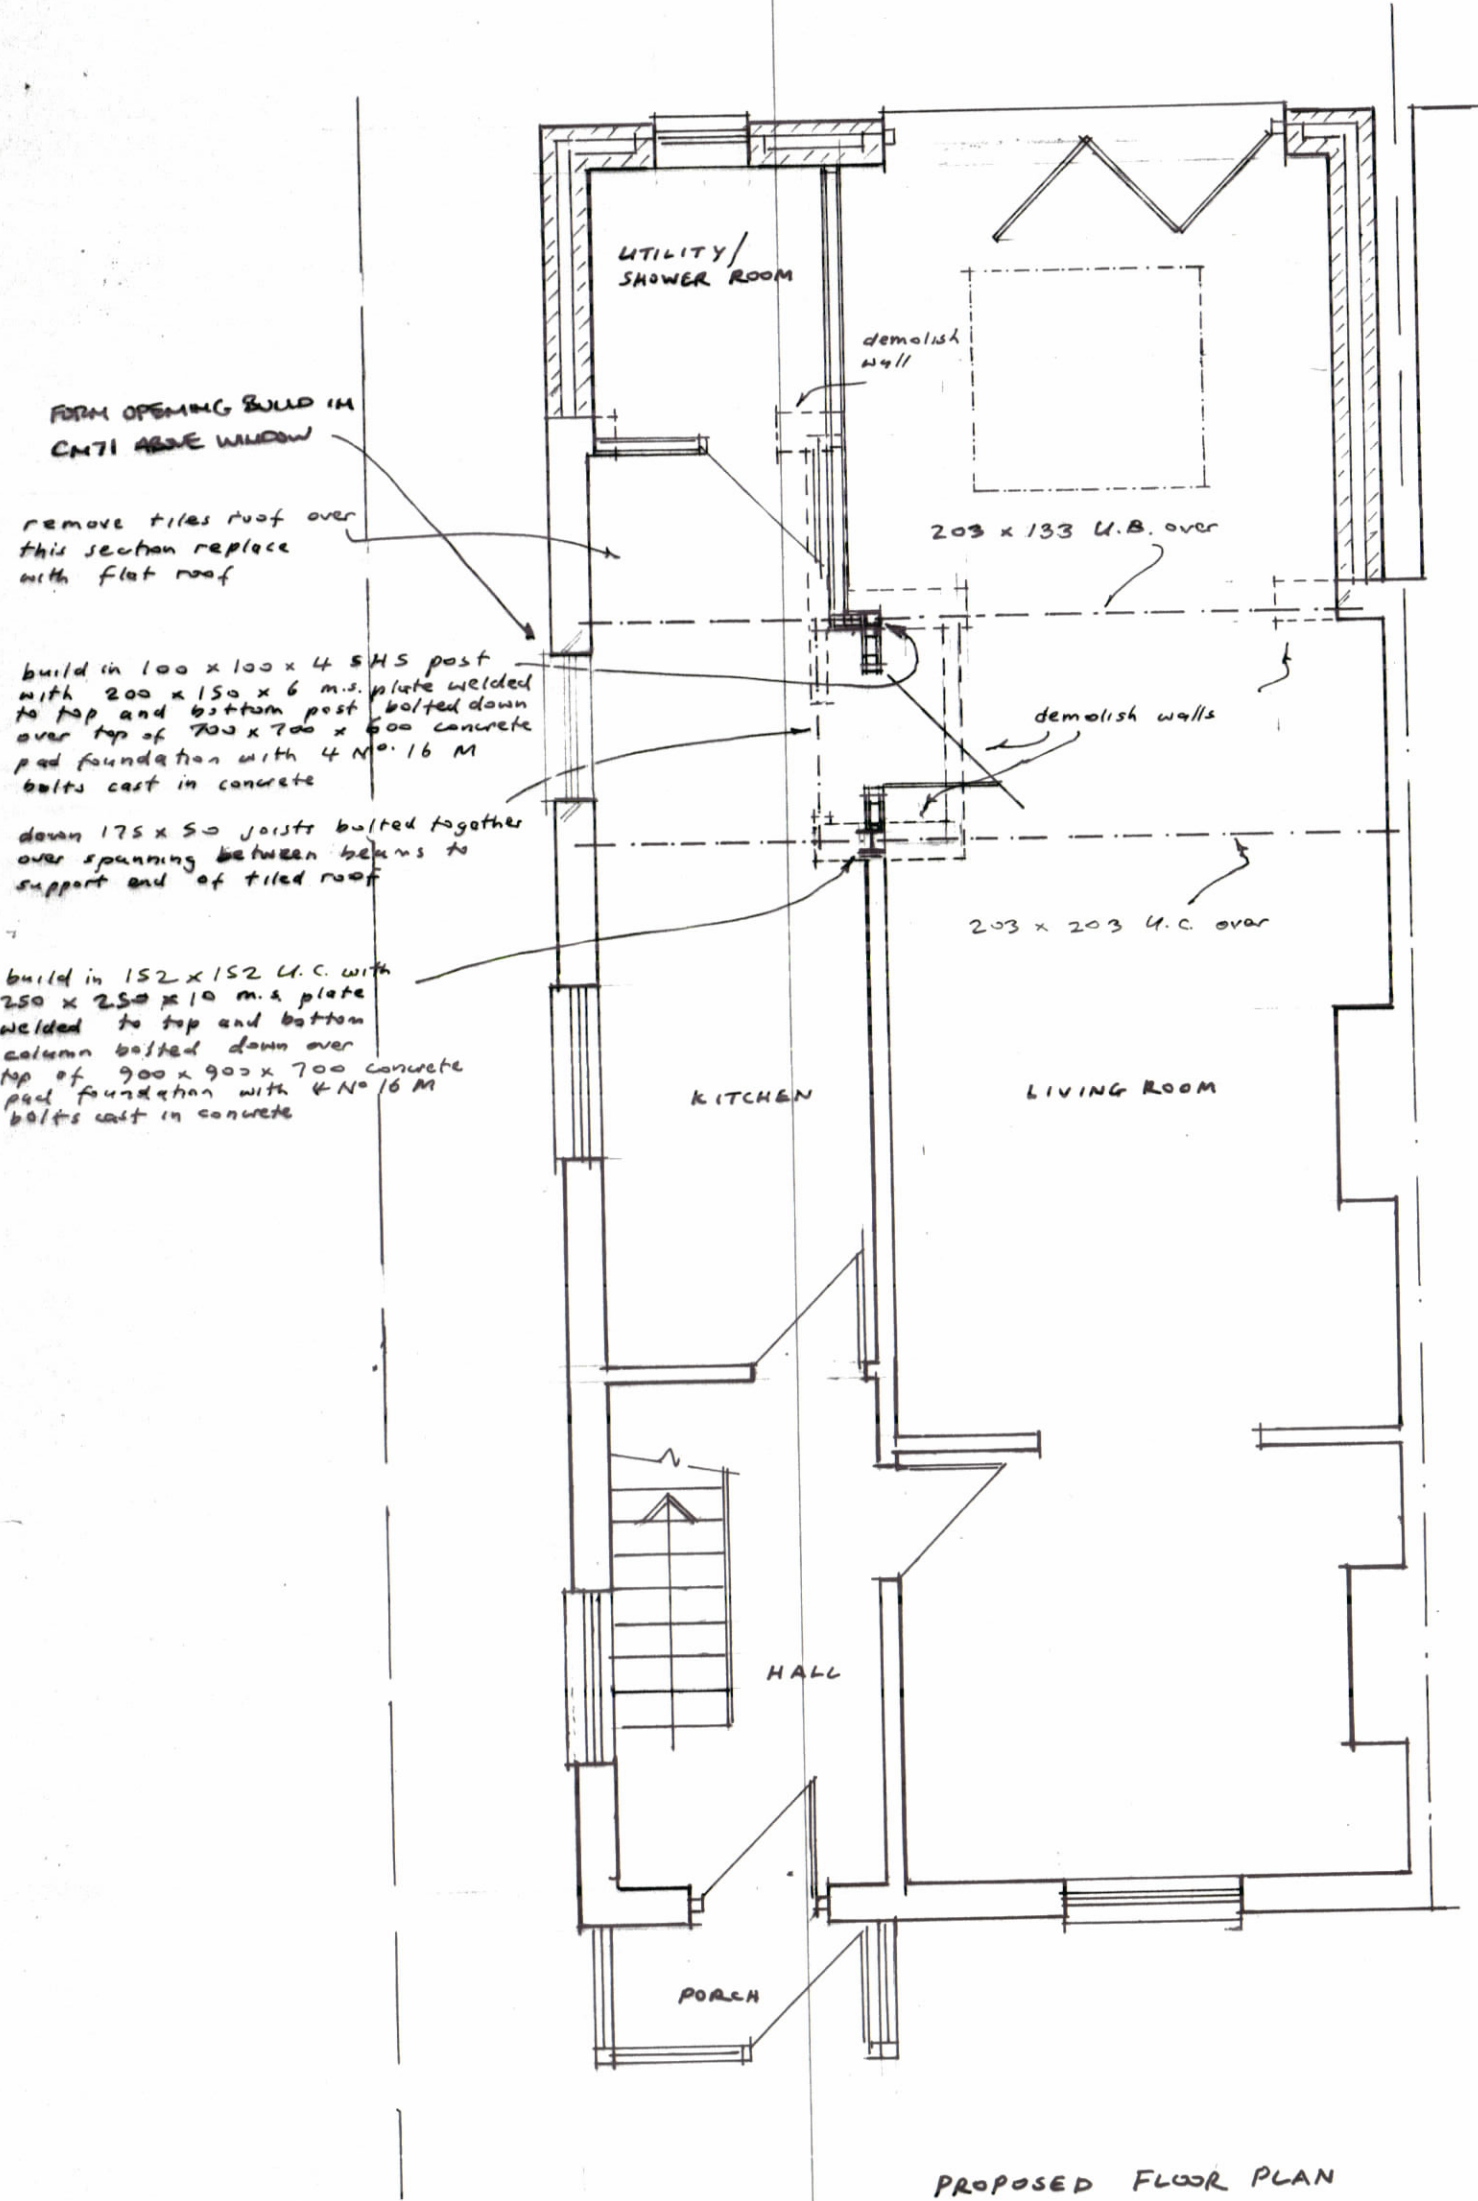 UTILITY/
SHOWER ROOM
demolish
wall
FORM OPENING BUILD IN
CM71 ABOVE WINDOW
remove tiles roof over
this section replace
with flat roof
203 x 133 U.B. over
build in 100 x 100 x 4 SHS post
with 200 x 150 x 6 m.s. plate welded
to top and bottom post bolted down
over top of 700 x 700 x 600 concrete
pad foundation with 4 No. 16 M
bolts cast in concrete
demolish walls
down 175 x 50 joists bolted together
over spanning between beams to
support end of tiled roof
203 x 203 U.C. over
build in 152 x 152 U.C. with
250 x 250 x 10 m.s. plate
welded to top and bottom
column bolted down over
top of 900 x 900 x 700 concrete
pad foundation with 4 No 16 M
bolts cast in concrete
KITCHEN
LIVING ROOM
HALL
PORCH
PROPOSED FLOOR PLAN